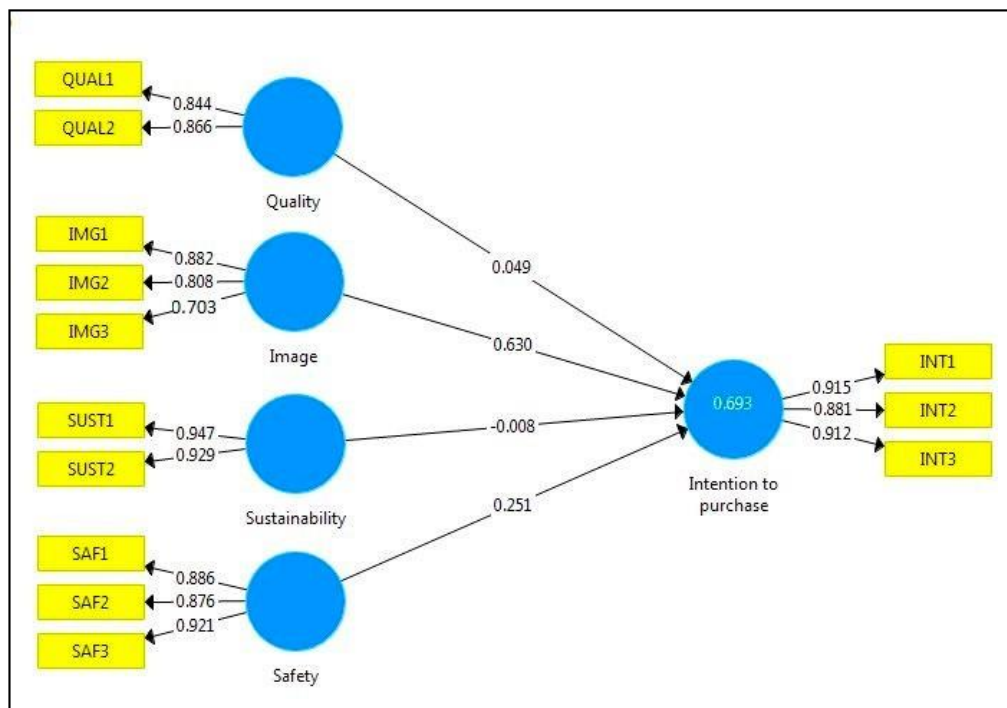 QUAL1
0.844
QUAL2
0.866
Quality
0.049
IMG1
0.882
IMG2
0.808
IMG3
0.703
Image
0.630
SUST1
0.947
SUST2
0.929
Sustainability
-0.008
SAF1
0.886
SAF2
0.876
SAF3
0.921
Safety
0.251
0.693
Intention to
purchase
0.915
INT1
0.881
INT2
0.912
INT3